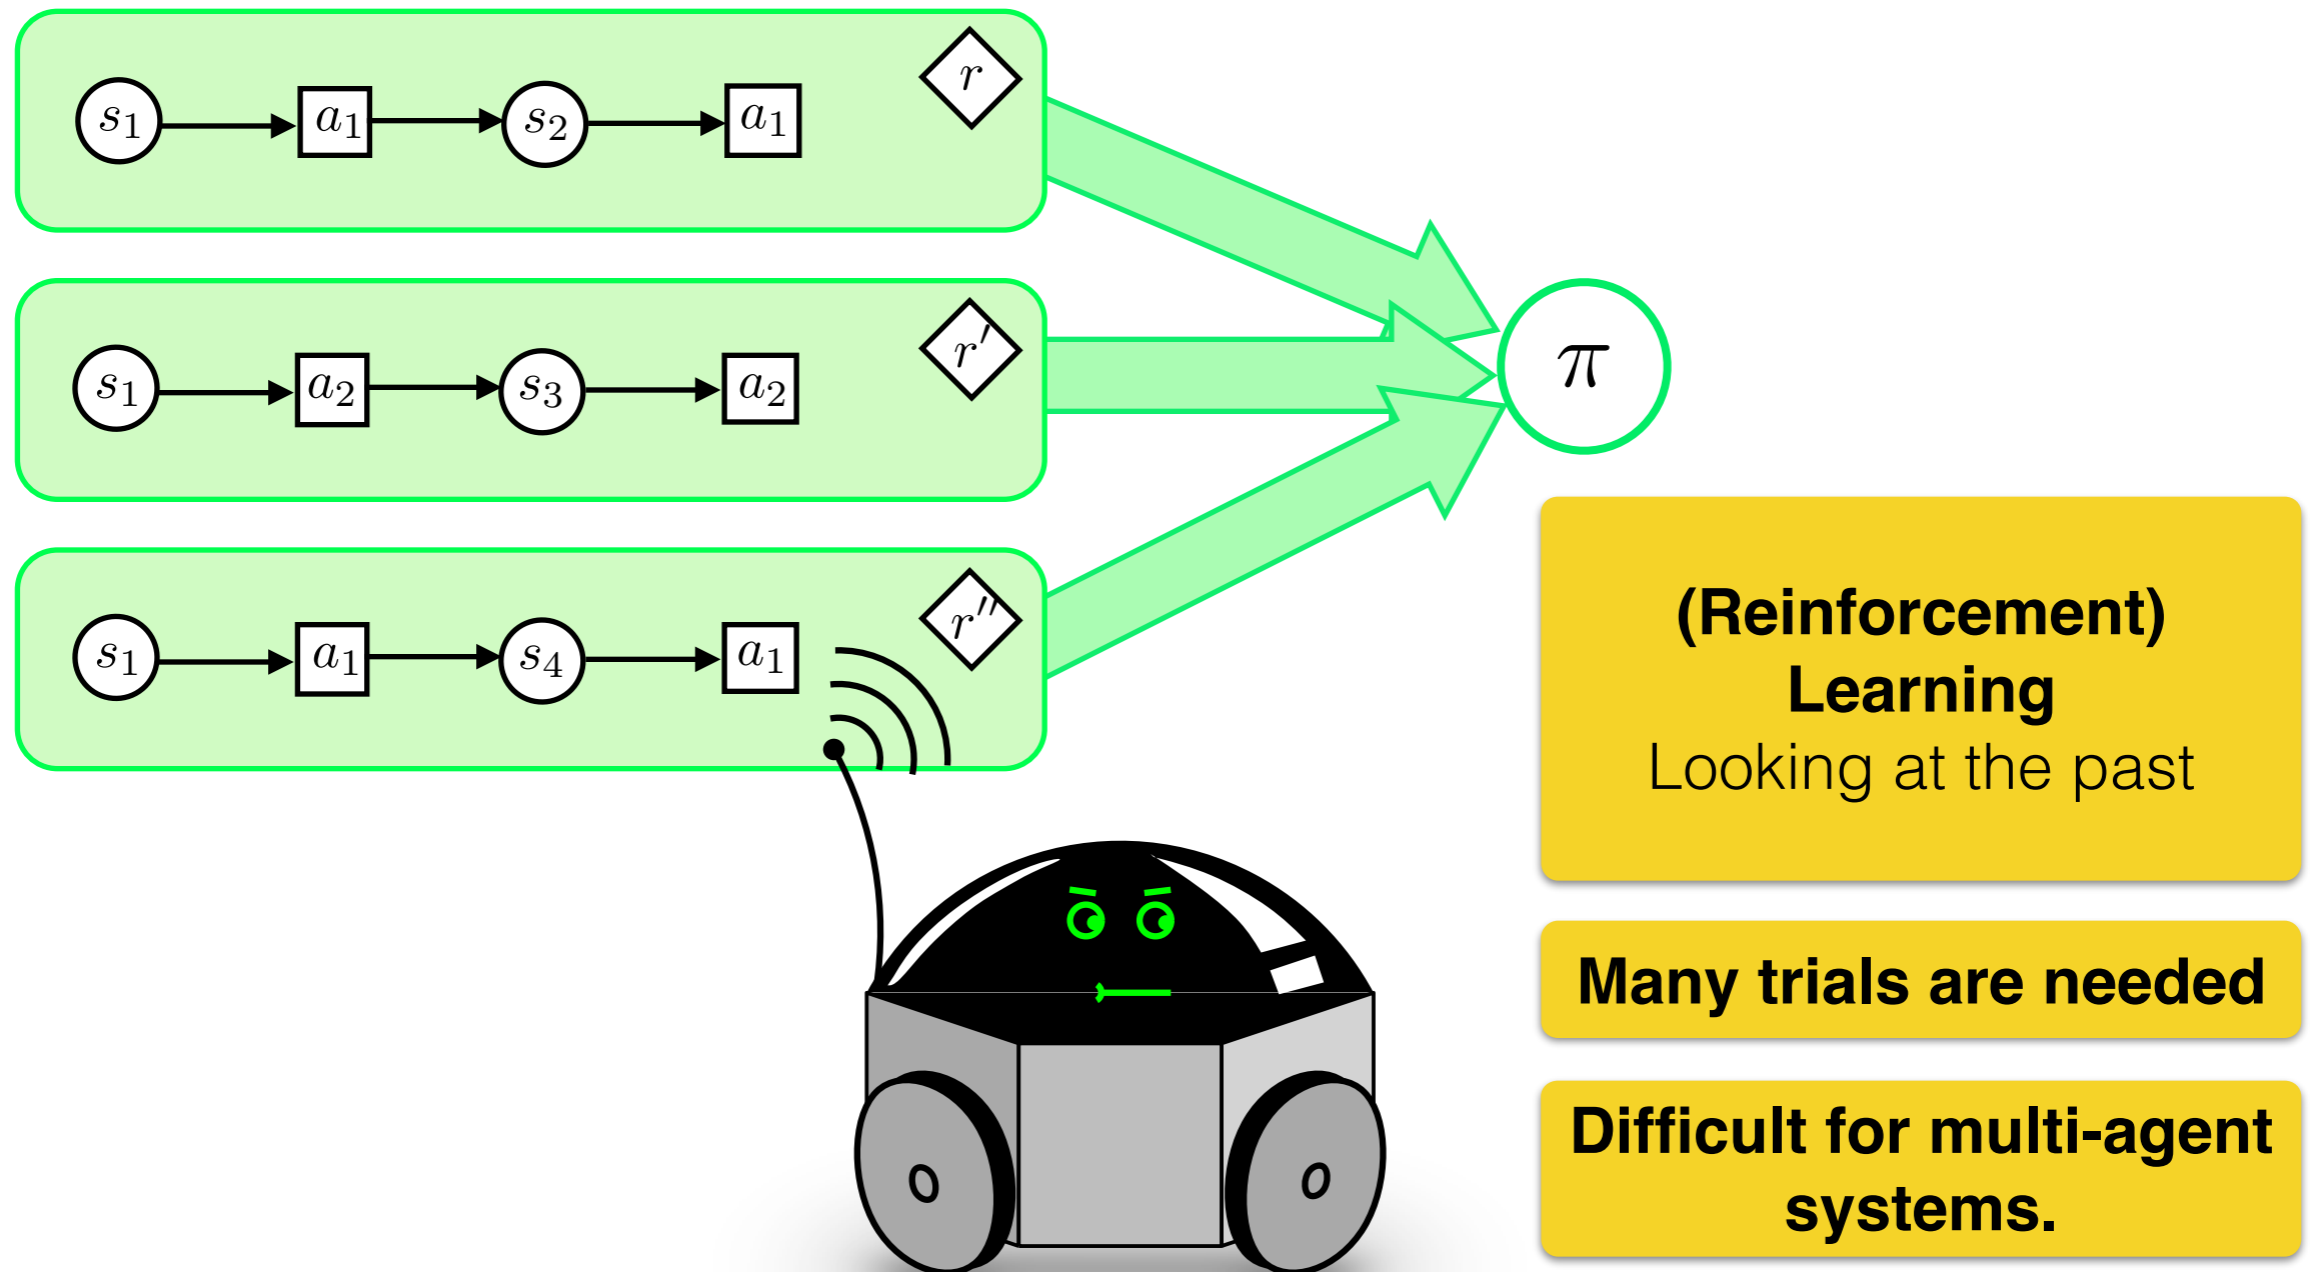 s₁ a₁ s₂ a₁ r
s₁ a₂ s₃ a₂ r′
π
s₁ a₁ s₄ a₁ r″
(Reinforcement)
Learning
Looking at the past
Many trials are needed
Difficult for multi-agent
systems.